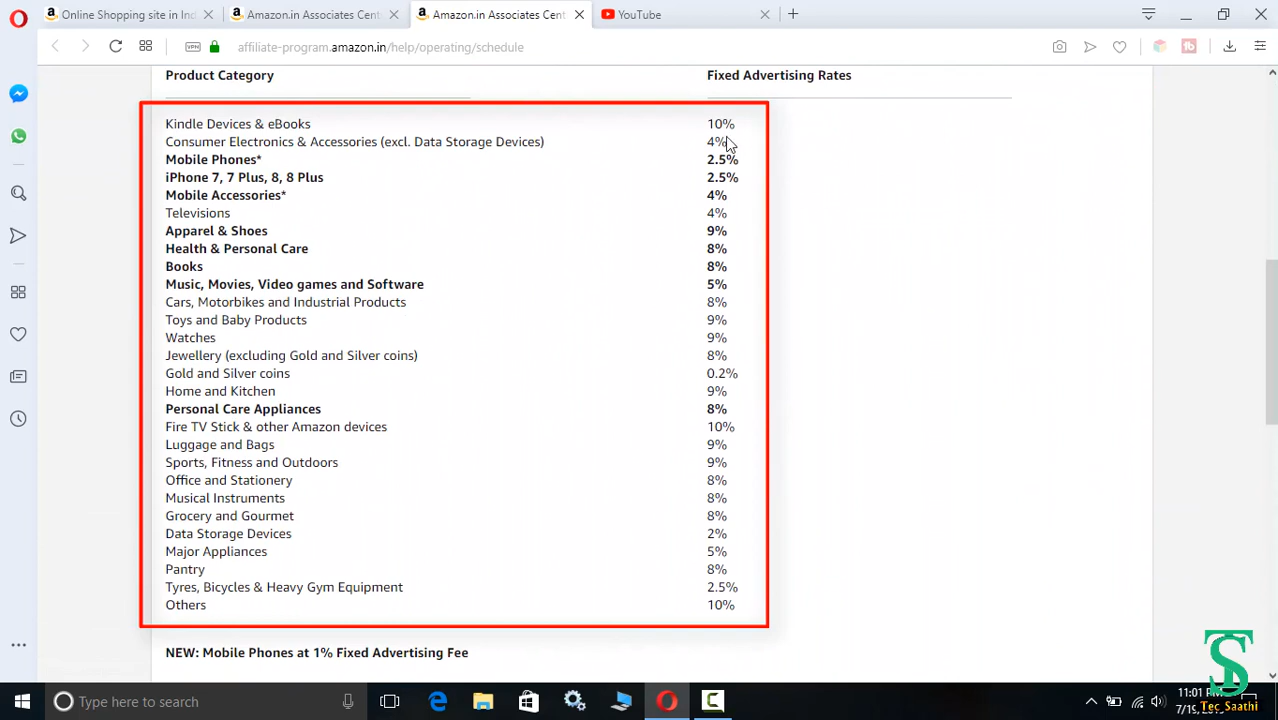 Online Shopping site in Ind
Amazon.in Associates Cent
Amazon.in Associates Cent
YouTube
VPN
affiliate-program.amazon.in/help/operating/schedule
Product Category Fixed Advertising Rates
Kindle Devices & eBooks 10%
Consumer Electronics & Accessories (excl. Data Storage Devices) 4%
Mobile Phones* 2.5%
iPhone 7, 7 Plus, 8, 8 Plus 2.5%
Mobile Accessories* 4%
Televisions 4%
Apparel & Shoes 9%
Health & Personal Care 8%
Books 8%
Music, Movies, Video games and Software 5%
Cars, Motorbikes and Industrial Products 8%
Toys and Baby Products 9%
Watches 9%
Jewellery (excluding Gold and Silver coins) 8%
Gold and Silver coins 0.2%
Home and Kitchen 9%
Personal Care Appliances 8%
Fire TV Stick & other Amazon devices 10%
Luggage and Bags 9%
Sports, Fitness and Outdoors 9%
Office and Stationery 8%
Musical Instruments 8%
Grocery and Gourmet 8%
Data Storage Devices 2%
Major Appliances 5%
Pantry 8%
Tyres, Bicycles & Heavy Gym Equipment 2.5%
Others 10%
NEW: Mobile Phones at 1% Fixed Advertising Fee
Type here to search
11:01 PM
Tec_Saathi